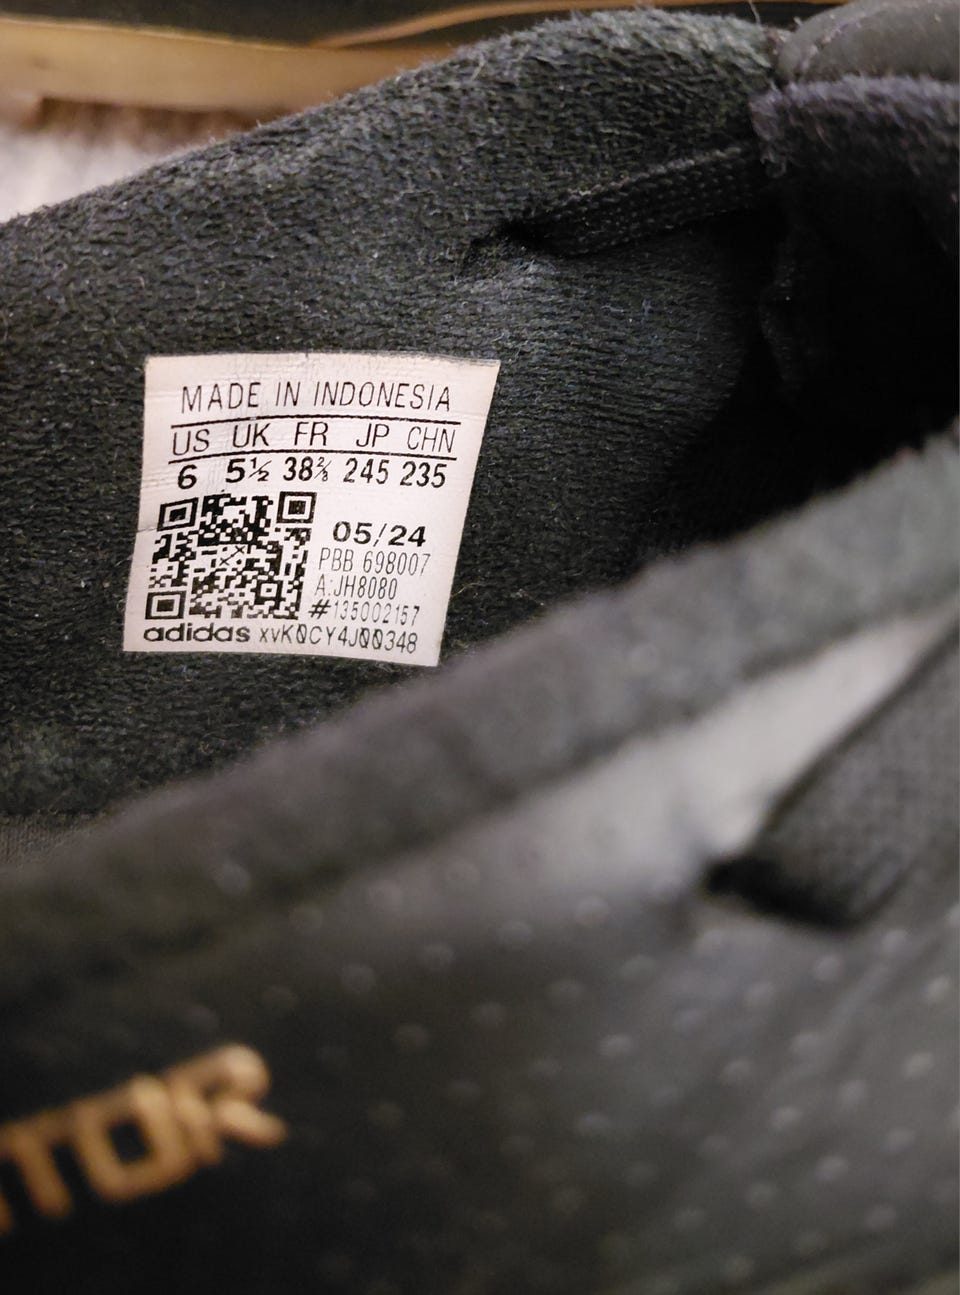 MADE IN INDONESIA
US UK FR JP CHN
6 5½ 38⅔ 245 235
05/24
PBB 698007
A:JH8080
#135002157
adidas xvK0CY4J00348
TOR